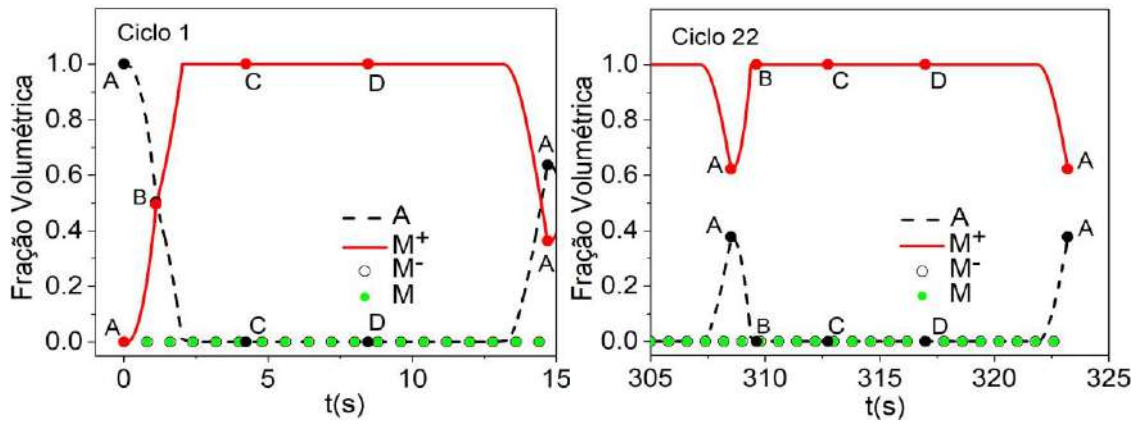 Ciclo 1
Fração Volumétrica
1.0
0.8
0.6
0.4
0.2
0.0
A
B
C
D
A
A
A
C
D
A
M+
M-
M
0
5
10
15
t(s)
Ciclo 22
Fração Volumétrica
1.0
0.8
0.6
0.4
0.2
0.0
B
C
D
A
A
A
A
B
C
D
A
M+
M-
M
305
310
315
320
325
t(s)